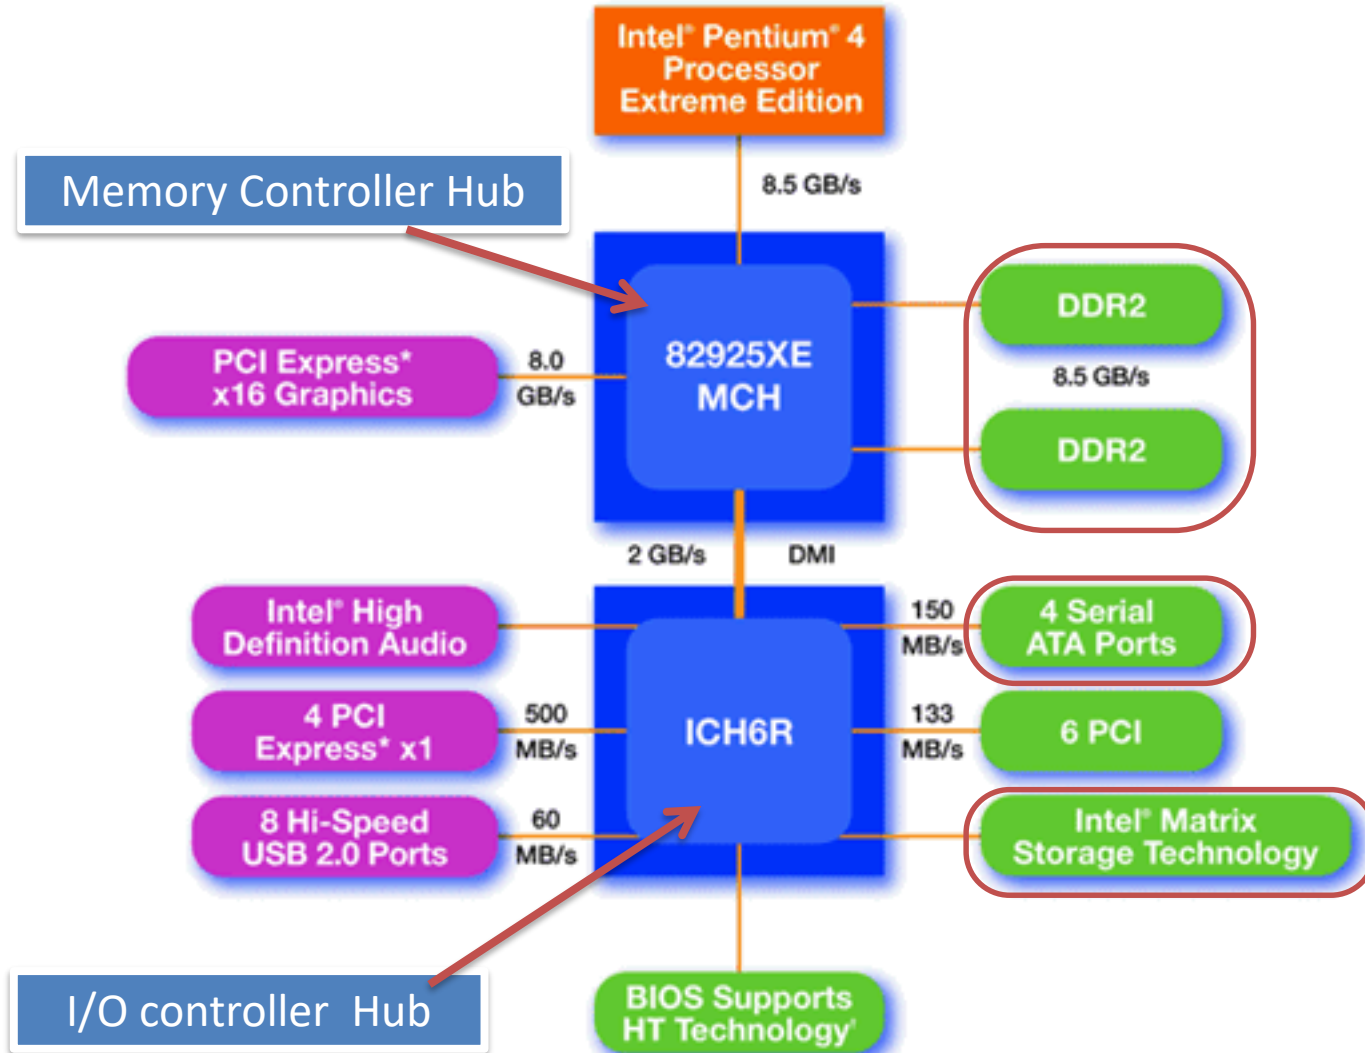 Intel® Pentium® 4
Processor
Extreme Edition
8.5 GB/s
Memory Controller Hub
DDR2
8.5 GB/s
DDR2
82925XE
MCH
PCI Express*
x16 Graphics
8.0
GB/s
2 GB/s
DMI
Intel® High
Definition Audio
150
MB/s
4 Serial
ATA Ports
4 PCI
Express* x1
500
MB/s
ICH6R
133
MB/s
6 PCI
8 Hi-Speed
USB 2.0 Ports
60
MB/s
Intel® Matrix
Storage Technology
I/O controller  Hub
BIOS Supports
HT Technology†